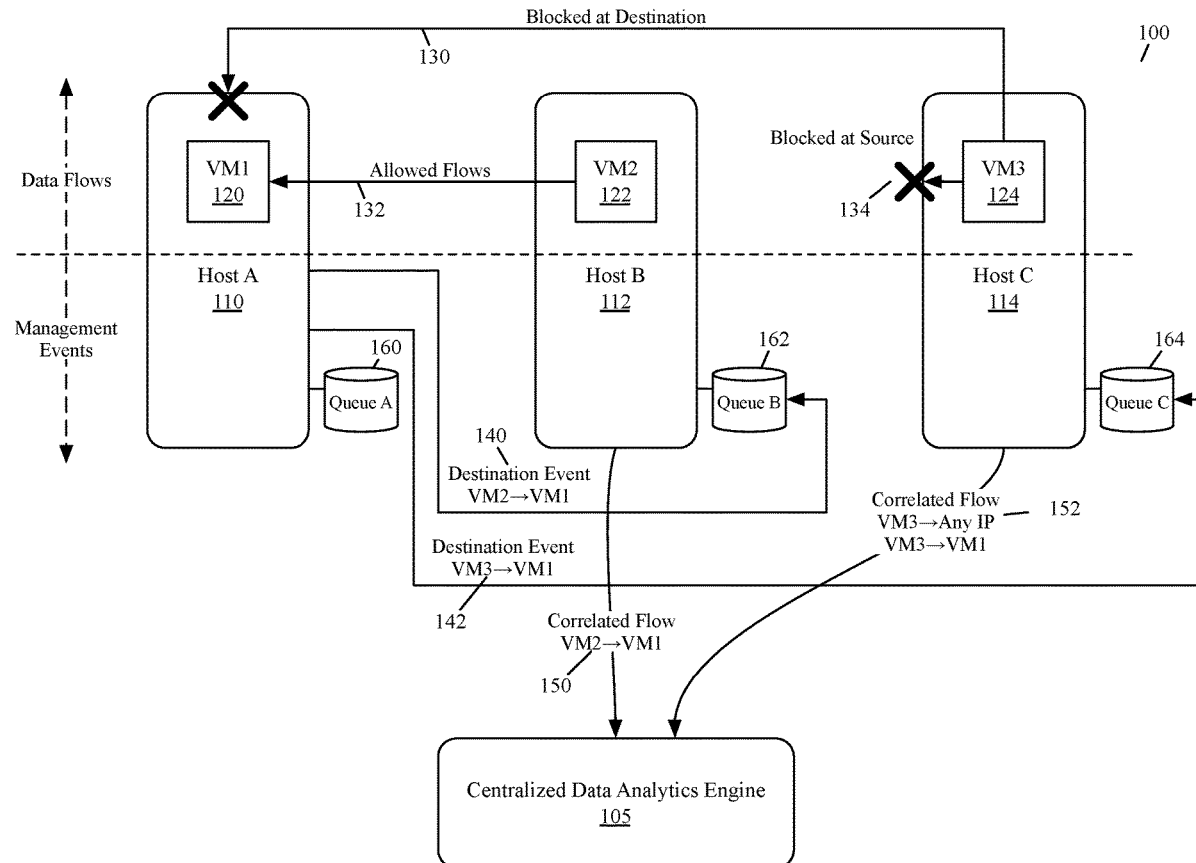 Blocked at Destination
130
100
Blocked at Source
VM1
120
Allowed Flows
132
VM2
122
134
VM3
124
Data Flows
Host A
110
Host B
112
Host C
114
Management
Events
160
Queue A
162
Queue B
164
Queue C
140
Destination Event
VM2→VM1
Correlated Flow
VM3→Any IP
VM3→VM1
152
Destination Event
VM3→VM1
142
Correlated Flow
VM2→VM1
150
Centralized Data Analytics Engine
105